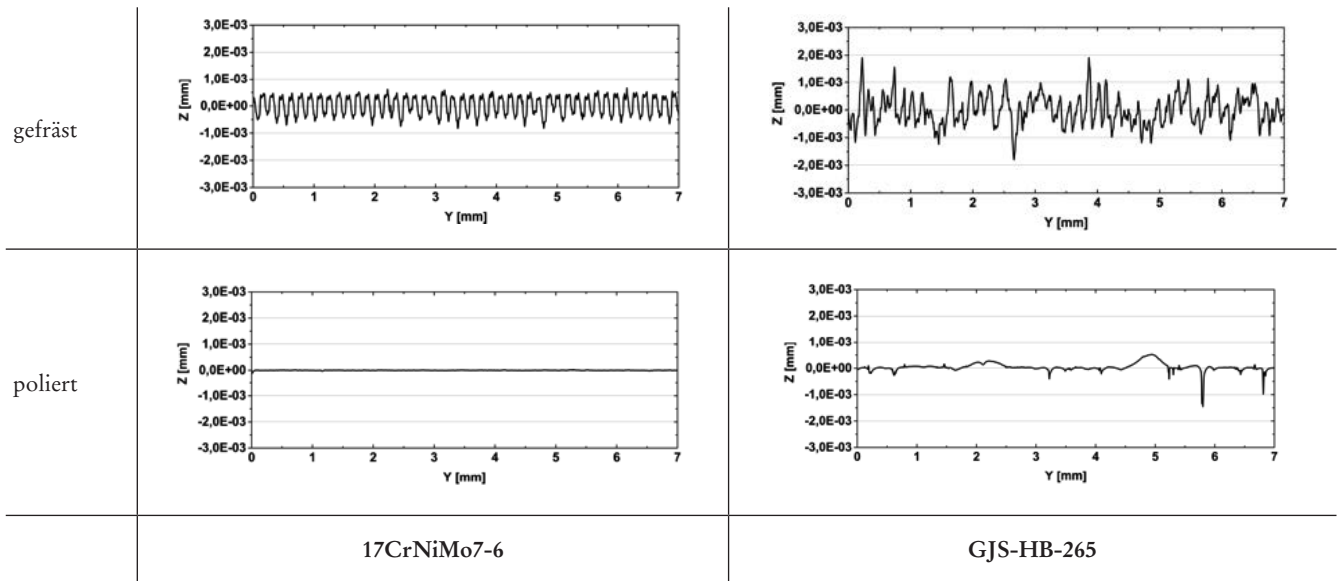 gefräst
Z [mm]
3,0E-03
2,0E-03
1,0E-03
0,0E+00
-1,0E-03
-2,0E-03
-3,0E-03
0 1 2 3 4 5 6 7
Y [mm]
Z [mm]
3,0E-03
2,0E-03
1,0E-03
0,0E+00
-1,0E-03
-2,0E-03
-3,0E-03
0 1 2 3 4 5 6 7
Y [mm]
poliert
Z [mm]
3,0E-03
2,0E-03
1,0E-03
0,0E+00
-1,0E-03
-2,0E-03
-3,0E-03
0 1 2 3 4 5 6 7
Y [mm]
Z [mm]
3,0E-03
2,0E-03
1,0E-03
0,0E+00
-1,0E-03
-2,0E-03
-3,0E-03
0 1 2 3 4 5 6 7
Y [mm]
17CrNiMo7-6
GJS-HB-265